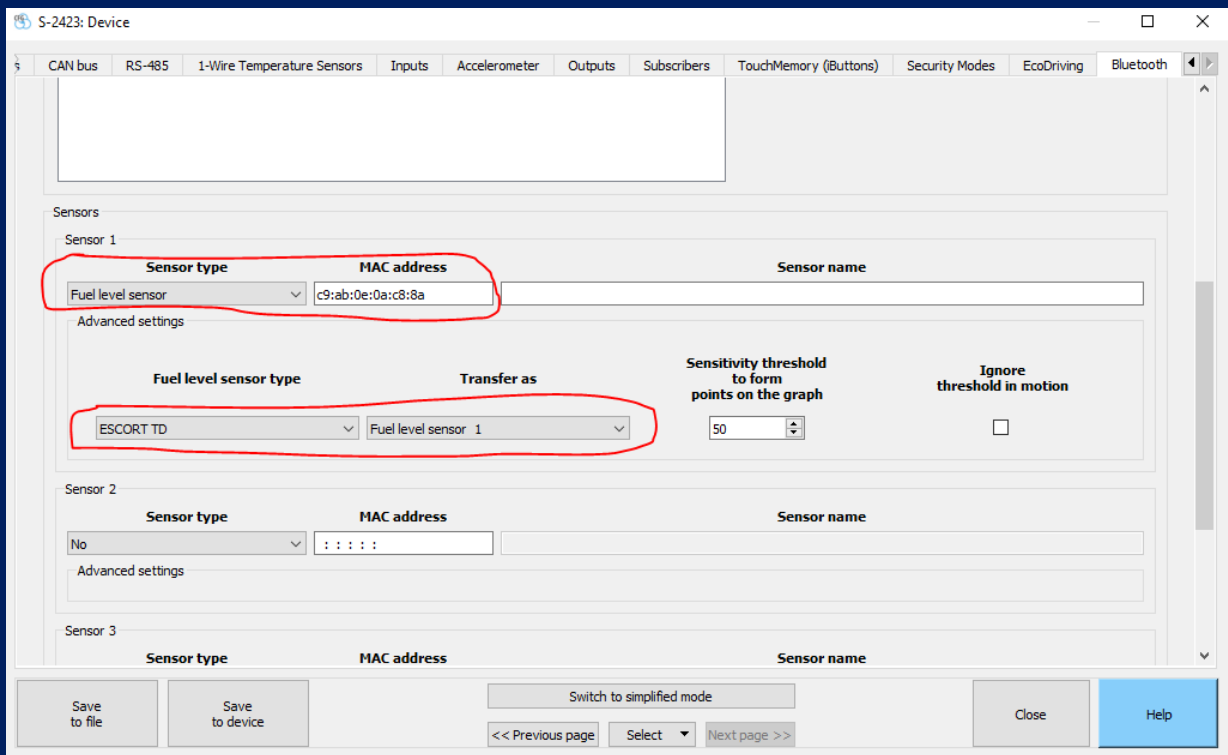 S-2423: Device
s CAN bus RS-485 1-Wire Temperature Sensors Inputs Accelerometer Outputs Subscribers TouchMemory (iButtons) Security Modes EcoDriving Bluetooth
Sensors
Sensor 1
Sensor type MAC address Sensor name
Fuel level sensor c9:ab:0e:0a:c8:8a
Advanced settings
Fuel level sensor type Transfer as
Sensitivity threshold
to form
points on the graph
Ignore
threshold in motion
ESCORT TD Fuel level sensor 1 50
Sensor 2
Sensor type MAC address Sensor name
No : : : : :
Advanced settings
Sensor 3
Sensor type MAC address Sensor name
Save
to file
Save
to device
Switch to simplified mode
<< Previous page Select Next page >>
Close
Help